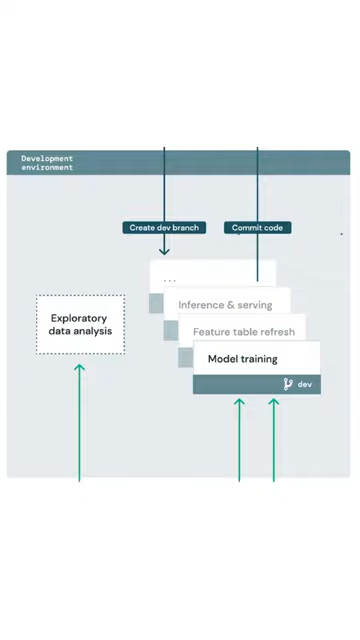 Development
environment
Create dev branch
Commit code
...
Inference & serving
Feature table refresh
Exploratory
data analysis
Model training
dev